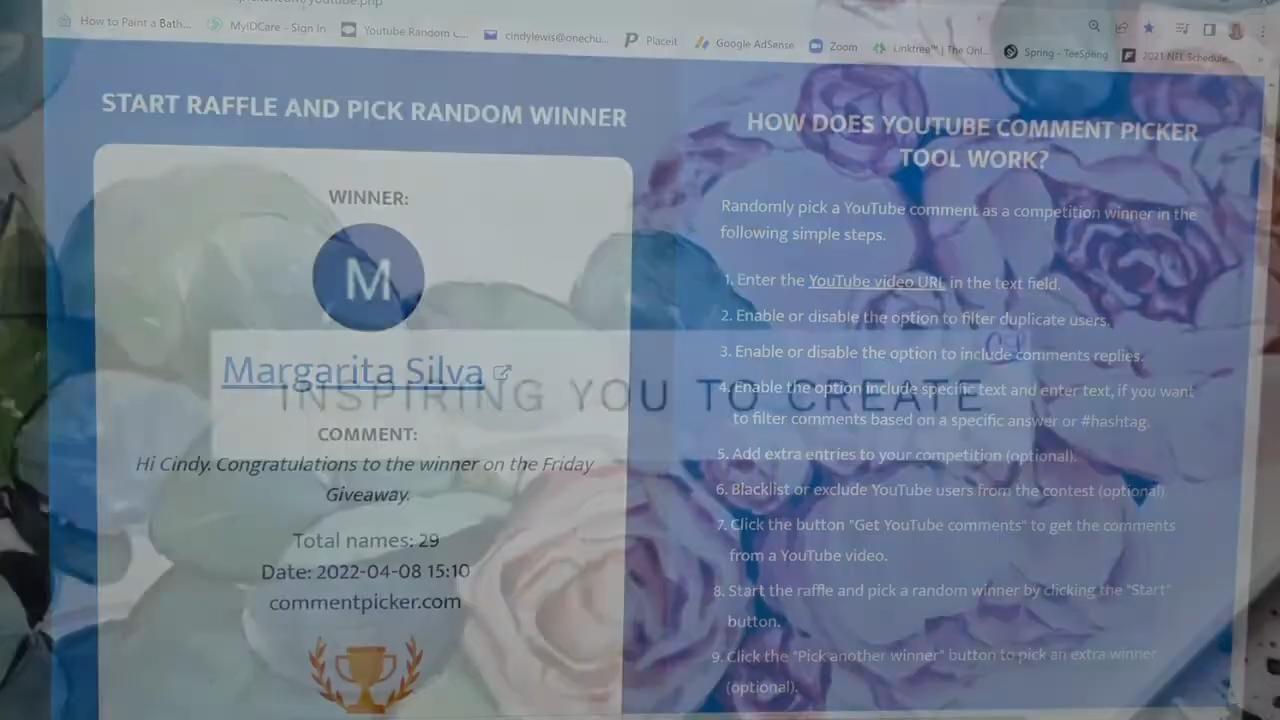 How to Paint a Bath...
MyIDCare - Sign In
Youtube Random C...
cindylewis@onechu...
Placeit
Google AdSense
Zoom
Linktree™ | The Onl...
Spring - TeeSpring
2021 NFL Schedule...
START RAFFLE AND PICK RANDOM WINNER
WINNER:
M
Margarita Silva
COMMENT:
Hi Cindy. Congratulations to the winner on the Friday
Giveaway.
Total names: 29
Date: 2022-04-08 15:10
commentpicker.com
INSPIRING YOU TO CREATE
HOW DOES YOUTUBE COMMENT PICKER
TOOL WORK?
Randomly pick a YouTube comment as a competition winner in the
following simple steps.
1. Enter the YouTube video URL in the text field.
2. Enable or disable the option to filter duplicate users.
3. Enable or disable the option to include comments replies.
4. Enable the option include specific text and enter text, if you want
to filter comments based on a specific answer or #hashtag.
5. Add extra entries to your competition (optional).
6. Blacklist or exclude YouTube users from the contest (optional).
7. Click the button "Get YouTube comments" to get the comments
from a YouTube video.
8. Start the raffle and pick a random winner by clicking the "Start"
button.
9. Click the "Pick another winner" button to pick an extra winner
(optional).